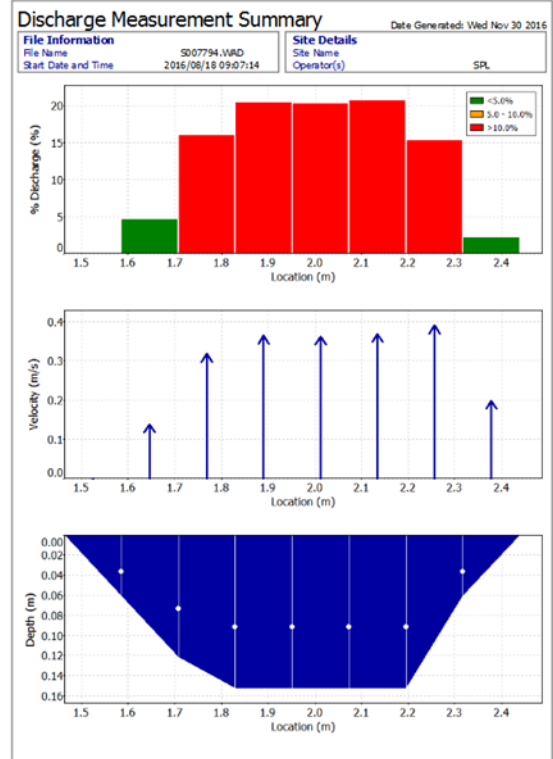 Discharge Measurement Summary
Date Generated: Wed Nov 30 2016
File Information
File Name S007794.WAD
Start Date and Time 2016/08/18 09:07:14
Site Details
Site Name
Operator(s) SPL
<5.0%
5.0 - 10.0%
>10.0%
% Discharge (%)
20
15
10
5
0
1.5 1.6 1.7 1.8 1.9 2.0 2.1 2.2 2.3 2.4
Location (m)
Velocity (m/s)
0.4
0.3
0.2
0.1
0.0
1.5 1.6 1.7 1.8 1.9 2.0 2.1 2.2 2.3 2.4
Location (m)
Depth (m)
0.00
0.02
0.04
0.06
0.08
0.10
0.12
0.14
0.16
1.5 1.6 1.7 1.8 1.9 2.0 2.1 2.2 2.3 2.4
Location (m)